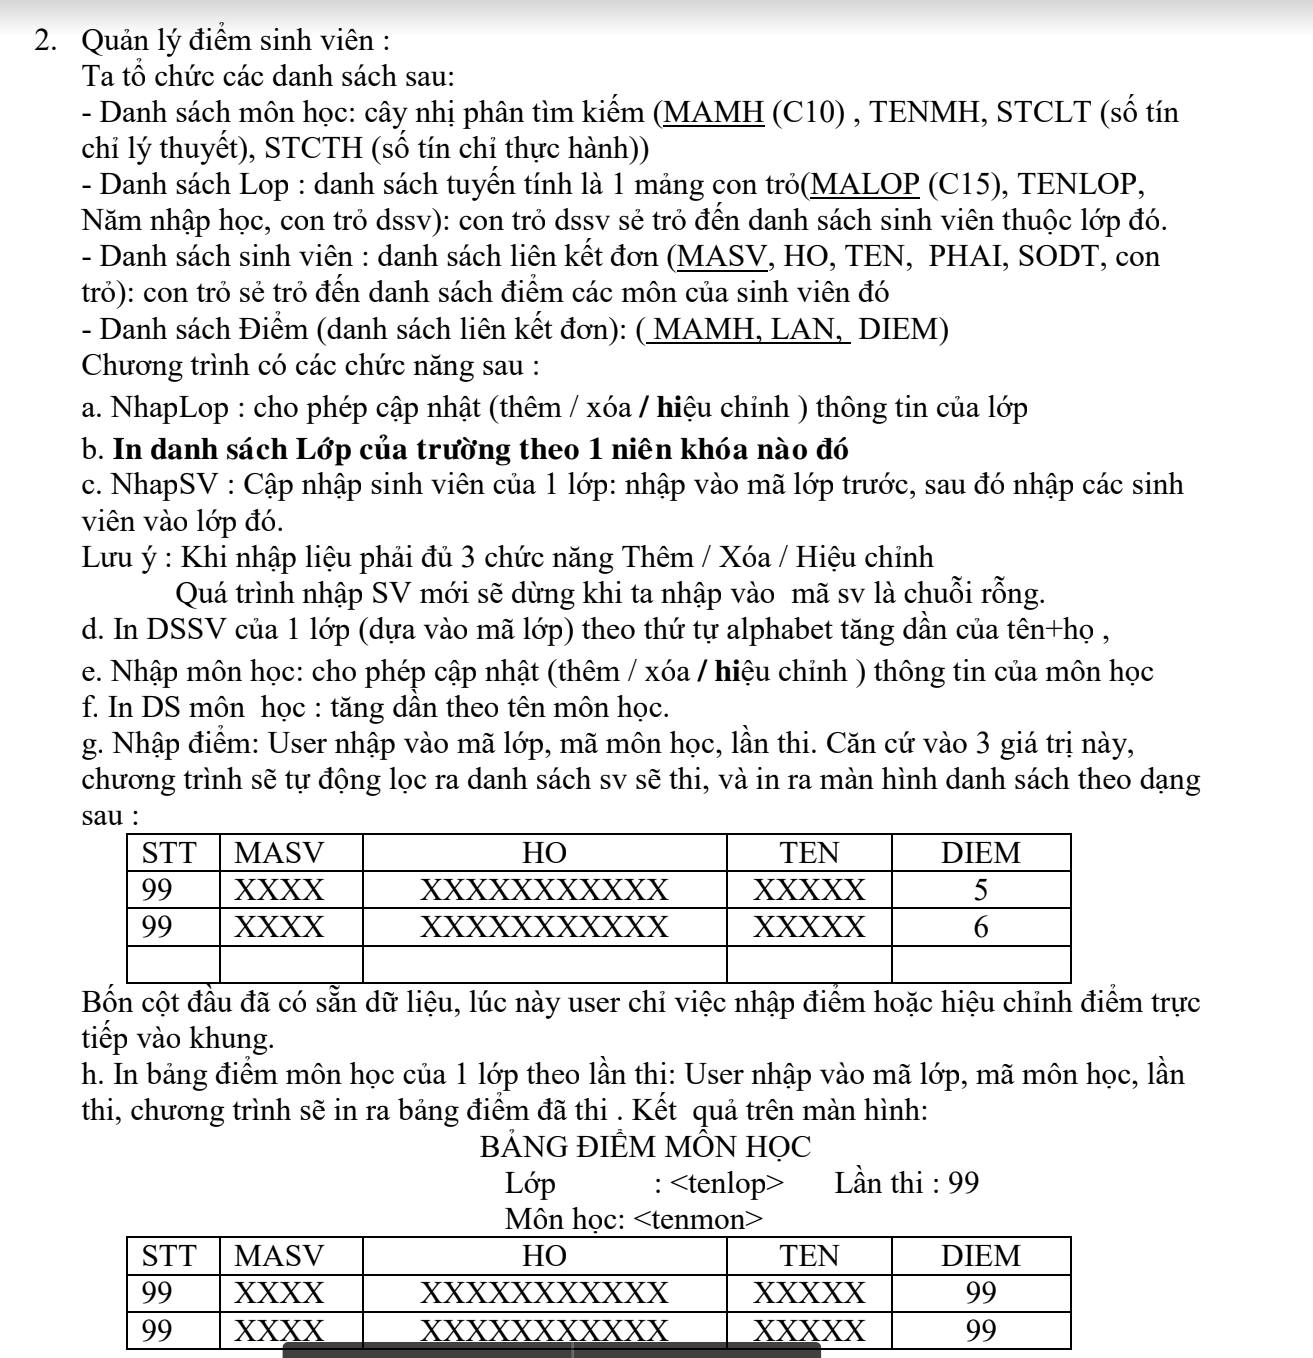 2. Quản lý điểm sinh viên :
Ta tổ chức các danh sách sau:
- Danh sách môn học: cây nhị phân tìm kiếm (MAMH (C10) , TENMH, STCLT (số tín
chỉ lý thuyết), STCTH (số tín chỉ thực hành))
- Danh sách Lop : danh sách tuyến tính là 1 mảng con trỏ(MALOP (C15), TENLOP,
Năm nhập học, con trỏ dssv): con trỏ dssv sẻ trỏ đến danh sách sinh viên thuộc lớp đó.
- Danh sách sinh viên : danh sách liên kết đơn (MASV, HO, TEN, PHAI, SODT, con
trỏ): con trỏ sẻ trỏ đến danh sách điểm các môn của sinh viên đó
- Danh sách Điểm (danh sách liên kết đơn): ( MAMH, LAN, DIEM)
Chương trình có các chức năng sau :
a. NhapLop : cho phép cập nhật (thêm / xóa / hiệu chỉnh ) thông tin của lớp
b. In danh sách Lớp của trường theo 1 niên khóa nào đó
c. NhapSV : Cập nhập sinh viên của 1 lớp: nhập vào mã lớp trước, sau đó nhập các sinh
viên vào lớp đó.
Lưu ý : Khi nhập liệu phải đủ 3 chức năng Thêm / Xóa / Hiệu chỉnh
Quá trình nhập SV mới sẽ dừng khi ta nhập vào mã sv là chuỗi rỗng.
d. In DSSV của 1 lớp (dựa vào mã lớp) theo thứ tự alphabet tăng dần của tên+họ ,
e. Nhập môn học: cho phép cập nhật (thêm / xóa / hiệu chỉnh ) thông tin của môn học
f. In DS môn học : tăng dần theo tên môn học.
g. Nhập điểm: User nhập vào mã lớp, mã môn học, lần thi. Căn cứ vào 3 giá trị này,
chương trình sẽ tự động lọc ra danh sách sv sẽ thi, và in ra màn hình danh sách theo dạng
sau :
STT MASV HO TEN DIEM
99 XXXX XXXXXXXXXXX XXXXX 5
99 XXXX XXXXXXXXXXX XXXXX 6
Bốn cột đầu đã có sẵn dữ liệu, lúc này user chỉ việc nhập điểm hoặc hiệu chỉnh điểm trực
tiếp vào khung.
h. In bảng điểm môn học của 1 lớp theo lần thi: User nhập vào mã lớp, mã môn học, lần
thi, chương trình sẽ in ra bảng điểm đã thi . Kết quả trên màn hình:
BẢNG ĐIỂM MÔN HỌC
Lớp : <tenlop> Lần thi : 99
Môn học: <tenmon>
STT MASV HO TEN DIEM
99 XXXX XXXXXXXXXXX XXXXX 99
99 XXXX XXXXXXXXXXX XXXXX 99